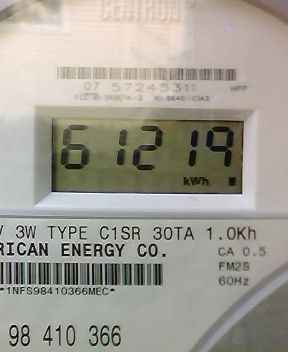 CENTRON
07 57245311
61219
kWh
V 3W TYPE C1SR 30TA 1.0Kh
RICAN ENERGY CO.
CA 0.5
FM2S
60Hz
*1NFS98410366MEC*
98 410 366